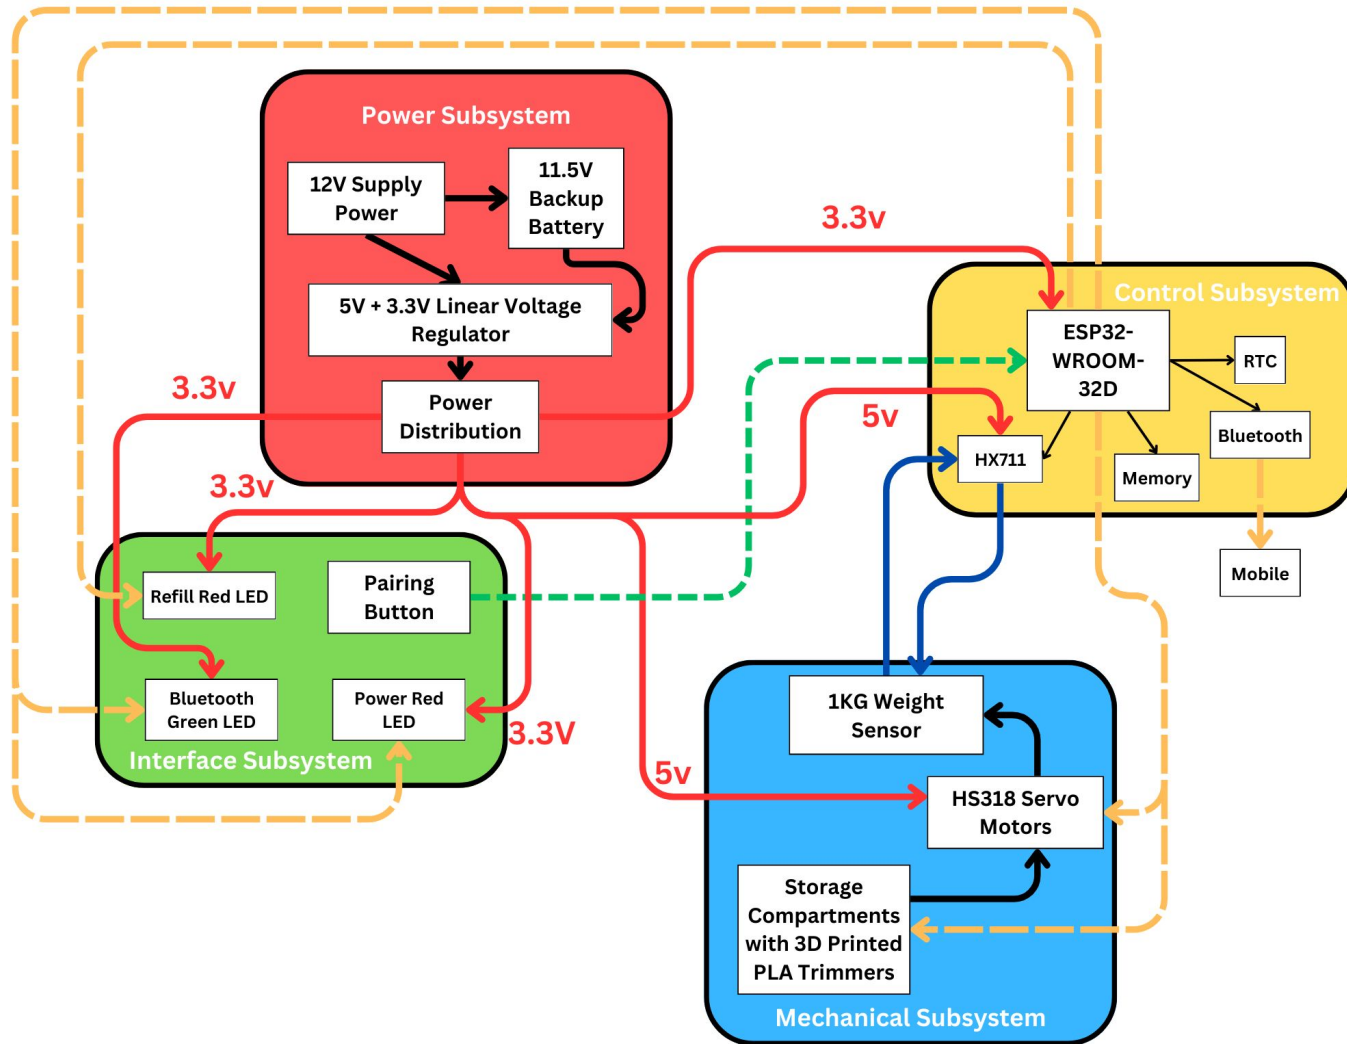 Power Subsystem
12V Supply
Power
11.5V
Backup
Battery
5V + 3.3V Linear Voltage
Regulator
Power
Distribution
3.3v
3.3v
3.3v
5v
Control Subsystem
ESP32-
WROOM-
32D
RTC
Bluetooth
HX711
Memory
Mobile
Refill Red LED
Pairing
Button
Bluetooth
Green LED
Power Red
LED
3.3V
Interface Subsystem
5v
1KG Weight
Sensor
HS318 Servo
Motors
Storage
Compartments
with 3D Printed
PLA Trimmers
Mechanical Subsystem